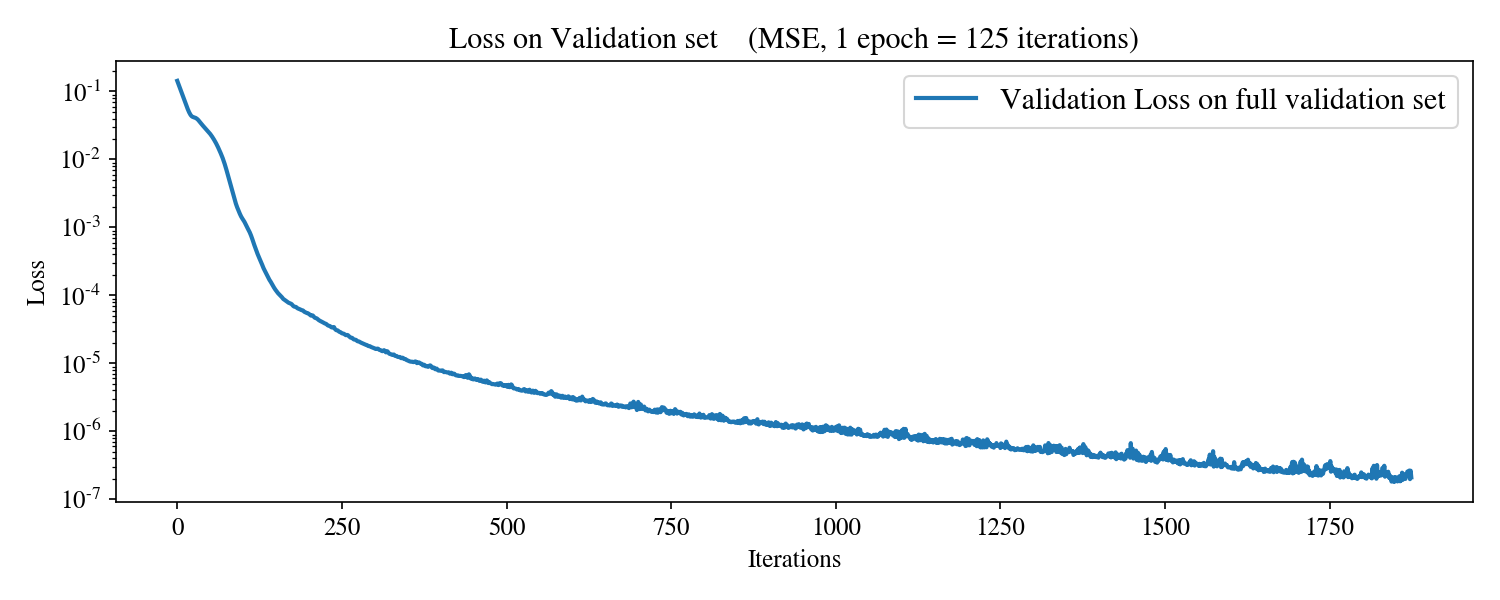 Loss on Validation set (MSE, 1 epoch = 125 iterations)
Validation Loss on full validation set
Loss
10⁻¹
10⁻²
10⁻³
10⁻⁴
10⁻⁵
10⁻⁶
10⁻⁷
0 250 500 750 1000 1250 1500 1750
Iterations